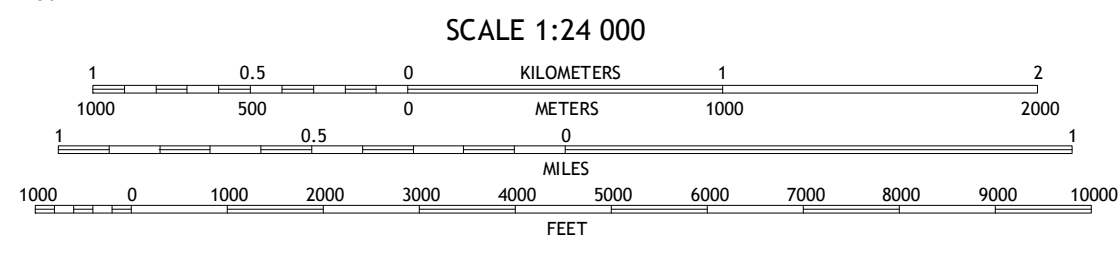 SCALE 1:24 000
1 0.5 0 KILOMETERS 1 2
1000 500 0 METERS 1000 2000
1 0.5 0 1
MILES
1000 0 1000 2000 3000 4000 5000 6000 7000 8000 9000 10000
FEET